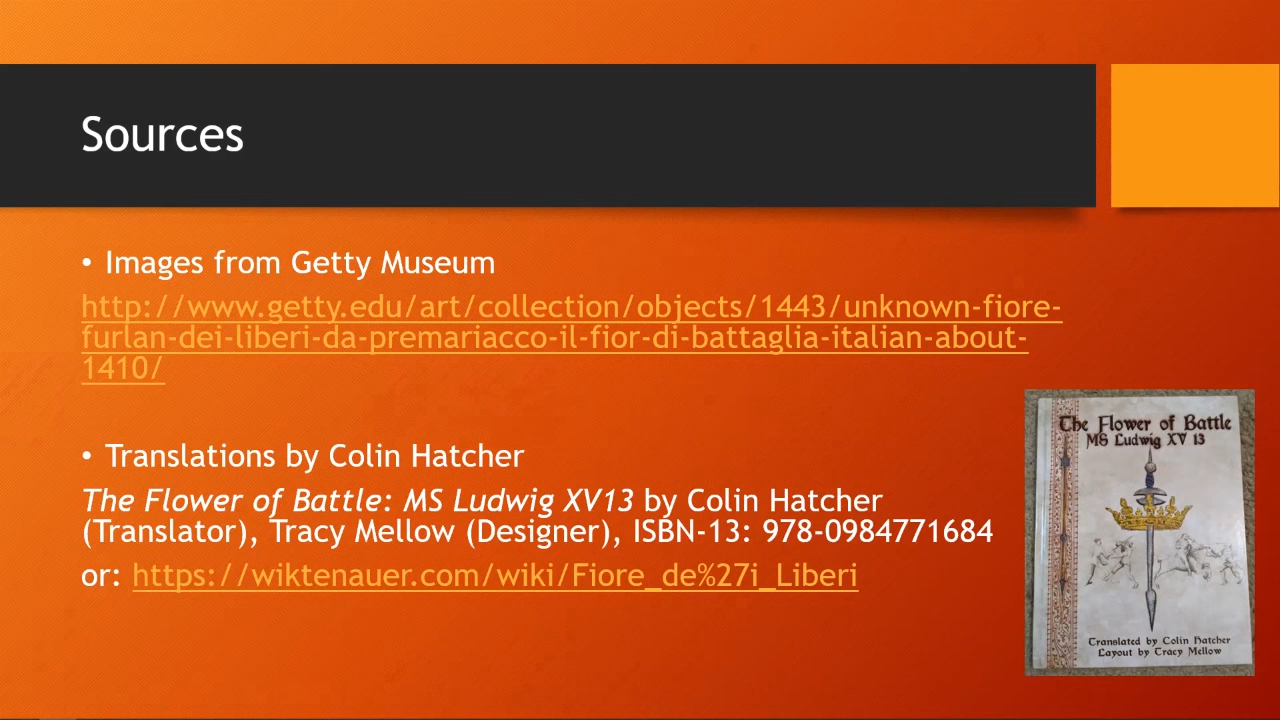 Sources
• Images from Getty Museum
http://www.getty.edu/art/collection/objects/1443/unknown-fiore-
furlan-dei-liberi-da-premariacco-il-fior-di-battaglia-italian-about-
1410/
• Translations by Colin Hatcher
The Flower of Battle: MS Ludwig XV13 by Colin Hatcher
(Translator), Tracy Mellow (Designer), ISBN-13: 978-0984771684
or: https://wiktenauer.com/wiki/Fiore_de%27i_Liberi
The Flower of Battle
MS Ludwig XV 13
Translated by Colin Hatcher
Layout by Tracy Mellow